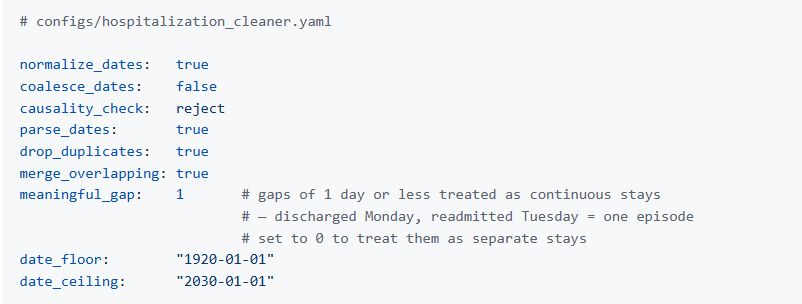 # configs/hospitalization_cleaner.yaml
normalize_dates: true
coalesce_dates: false
causality_check: reject
parse_dates: true
drop_duplicates: true
merge_overlapping: true
meaningful_gap: 1 # gaps of 1 day or less treated as continuous stays
# — discharged Monday, readmitted Tuesday = one episode
# set to 0 to treat them as separate stays
date_floor: "1920-01-01"
date_ceiling: "2030-01-01"